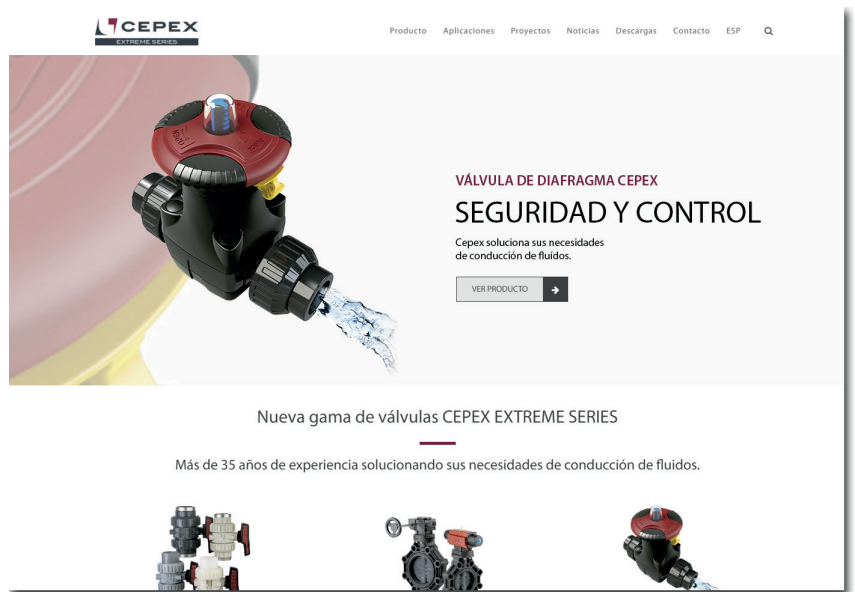 CEPEX
EXTREME SERIES
Producto Aplicaciones Proyectos Noticias Descargas Contacto ESP
OPEN
VÁLVULA DE DIAFRAGMA CEPEX
SEGURIDAD Y CONTROL
Cepex soluciona sus necesidades
de conducción de fluídos.
VER PRODUCTO
Nueva gama de válvulas CEPEX EXTREME SERIES
Más de 35 años de experiencia solucionando sus necesidades de conducción de fluidos.